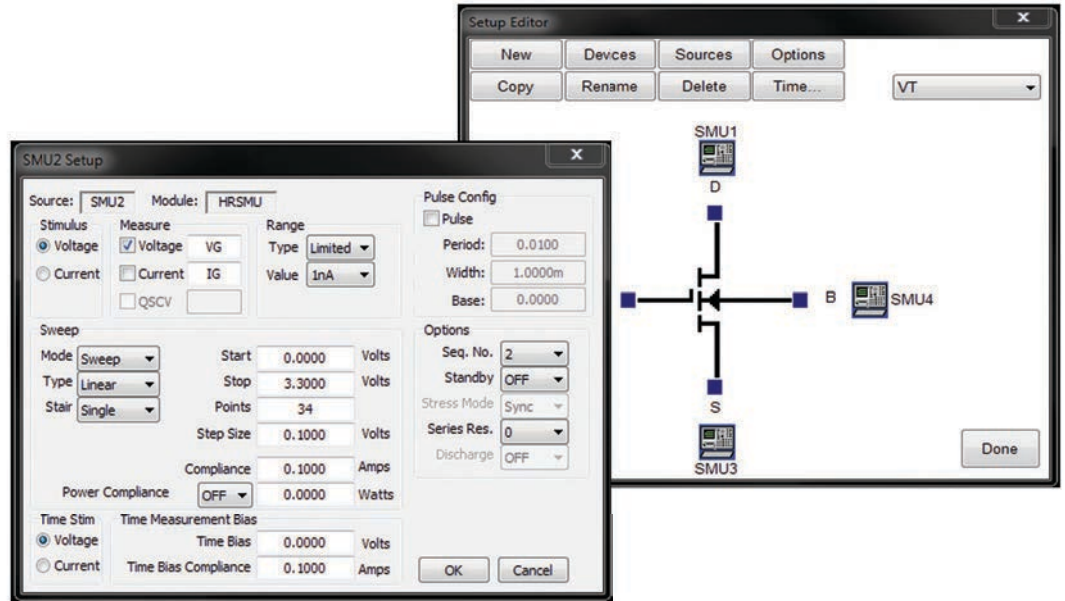 Setup Editor
x
New Devces Sources Options
Copy Rename Delete Time... VT
SMU1
D
B SMU4
S
SMU3
Done
SMU2 Setup
x
Source: SMU2 Module: HRSMU
Stimulus
Voltage
Current
Measure
Voltage VG
Current IG
QSCV
Range
Type Limited
Value 1nA
Pulse Config
Pulse
Period: 0.0100
Width: 1.0000m
Base: 0.0000
Sweep
Mode Sweep
Type Linear
Stair Single
Start 0.0000 Volts
Stop 3.3000 Volts
Points 34
Step Size 0.1000 Volts
Compliance 0.1000 Amps
Power Compliance OFF 0.0000 Watts
Options
Seq. No. 2
Standby OFF
Stress Mode Sync
Series Res. 0
Discharge OFF
Time Stim
Voltage
Current
Time Measurement Bias
Time Bias 0.0000 Volts
Time Bias Compliance 0.1000 Amps
OK Cancel